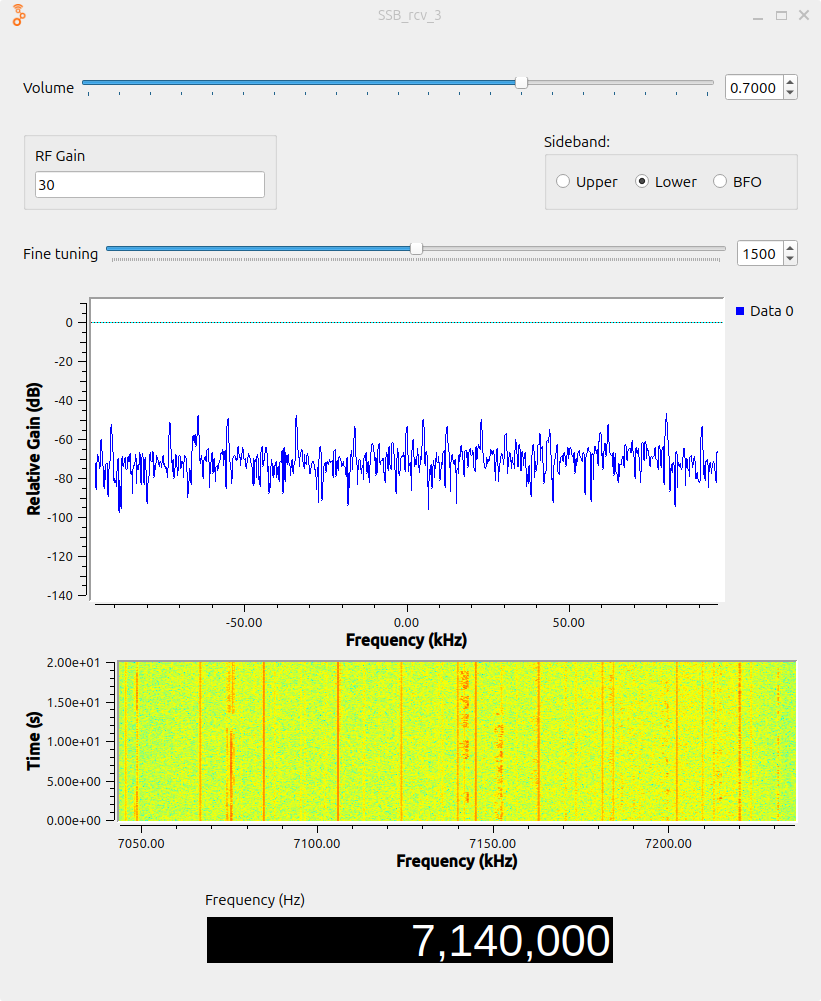 SSB_rcv_3
Volume 0.7000
Sideband:
RF Gain
30
Upper Lower BFO
Fine tuning 1500
Data 0
0
-20
-40
-60
-80
-100
-120
-140
Relative Gain (dB)
-50.00 0.00 50.00
Frequency (kHz)
2.00e+01
1.50e+01
1.00e+01
5.00e+00
0.00e+00
Time (s)
7050.00 7100.00 7150.00 7200.00
Frequency (kHz)
Frequency (Hz)
7,140,000